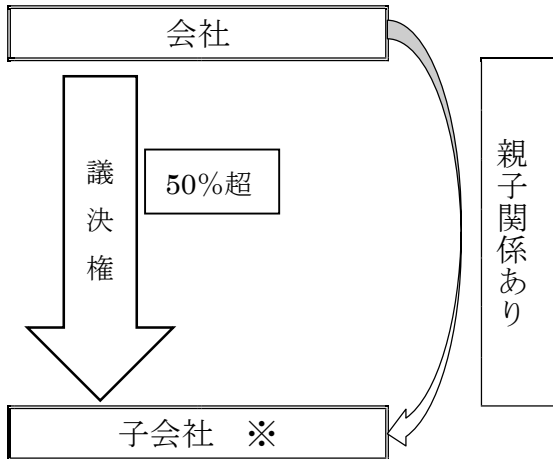 会社
議決権
50％超
親子関係あり
子会社　※